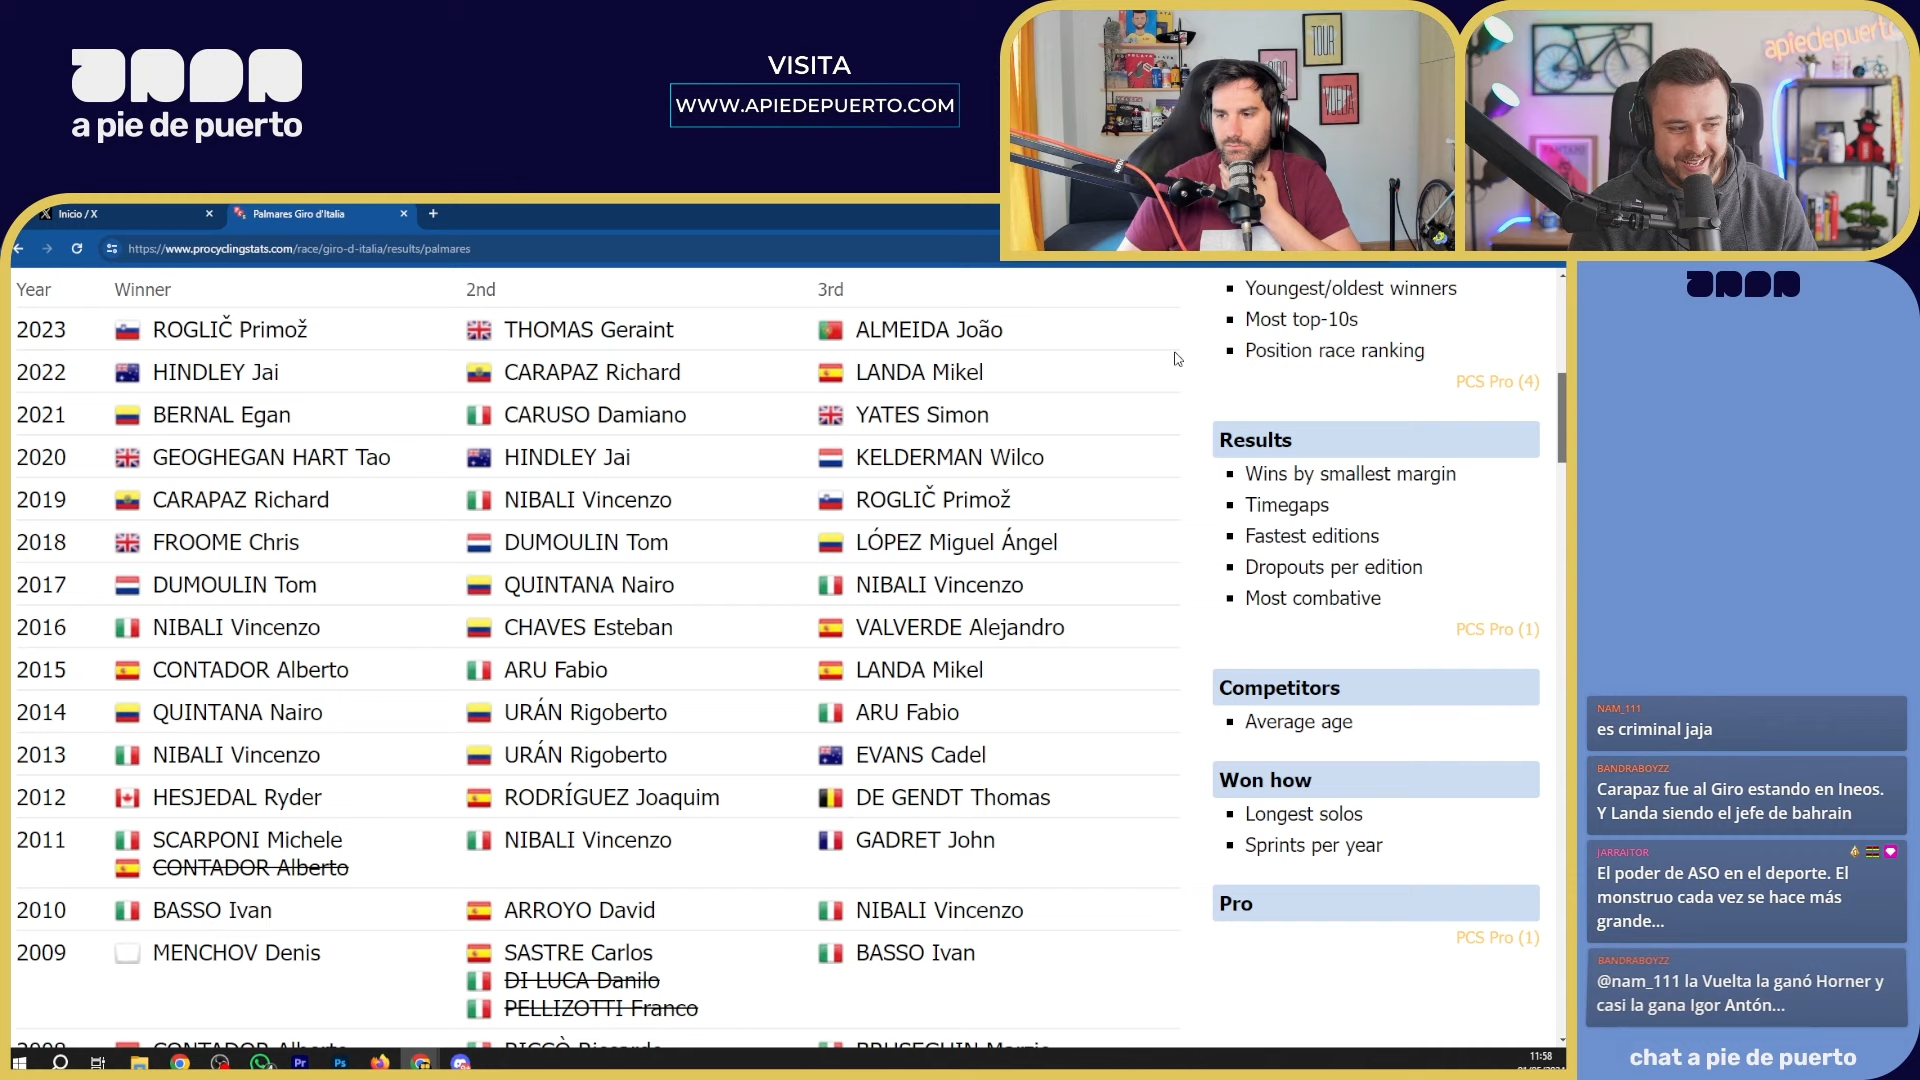 a pie de puerto
VISITA
WWW.APIEDEPUERTO.COM
TOUR
GIRO
VUELTA
apiedepuerto
Inicio / X
Palmares Giro d'Italia
https://www.procyclingstats.com/race/giro-d-italia/results/palmares
Year Winner 2nd 3rd
2023 ROGLIČ Primož THOMAS Geraint ALMEIDA João
2022 HINDLEY Jai CARAPAZ Richard LANDA Mikel
2021 BERNAL Egan CARUSO Damiano YATES Simon
2020 GEOGHEGAN HART Tao HINDLEY Jai KELDERMAN Wilco
2019 CARAPAZ Richard NIBALI Vincenzo ROGLIČ Primož
2018 FROOME Chris DUMOULIN Tom LÓPEZ Miguel Ángel
2017 DUMOULIN Tom QUINTANA Nairo NIBALI Vincenzo
2016 NIBALI Vincenzo CHAVES Esteban VALVERDE Alejandro
2015 CONTADOR Alberto ARU Fabio LANDA Mikel
2014 QUINTANA Nairo URÁN Rigoberto ARU Fabio
2013 NIBALI Vincenzo URÁN Rigoberto EVANS Cadel
2012 HESJEDAL Ryder RODRÍGUEZ Joaquim DE GENDT Thomas
2011 SCARPONI Michele NIBALI Vincenzo GADRET John
CONTADOR Alberto
2010 BASSO Ivan ARROYO David NIBALI Vincenzo
2009 MENCHOV Denis SASTRE Carlos BASSO Ivan
DI LUCA Danilo
PELLIZOTTI Franco
2008 CONTADOR Alberto RICCÒ Riccardo BRUSEGHIN Marzio
Youngest/oldest winners
Most top-10s
Position race ranking
PCS Pro (4)
Results
Wins by smallest margin
Timegaps
Fastest editions
Dropouts per edition
Most combative
PCS Pro (1)
Competitors
Average age
Won how
Longest solos
Sprints per year
Pro
PCS Pro (1)
11:58
NAM_111
es criminal jaja
BANDRABOYZZ
Carapaz fue al Giro estando en Ineos.
Y Landa siendo el jefe de bahrain
JARRAITOR
El poder de ASO en el deporte. El
monstruo cada vez se hace más
grande...
BANDRABOYZZ
@nam_111 la Vuelta la ganó Horner y
casi la gana Igor Antón...
chat a pie de puerto